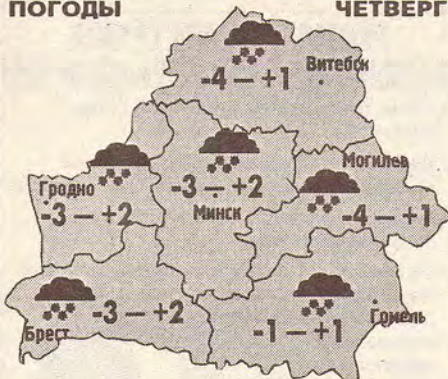 ПОГОДЫ ЧЕТВЕРГ
-4 — +1
Витебск
Гродно
-3 — +2
-3 — +2
Минск
Могилев
-4 — +1
Брест
-3 — +2
-1 — +1
Гомель